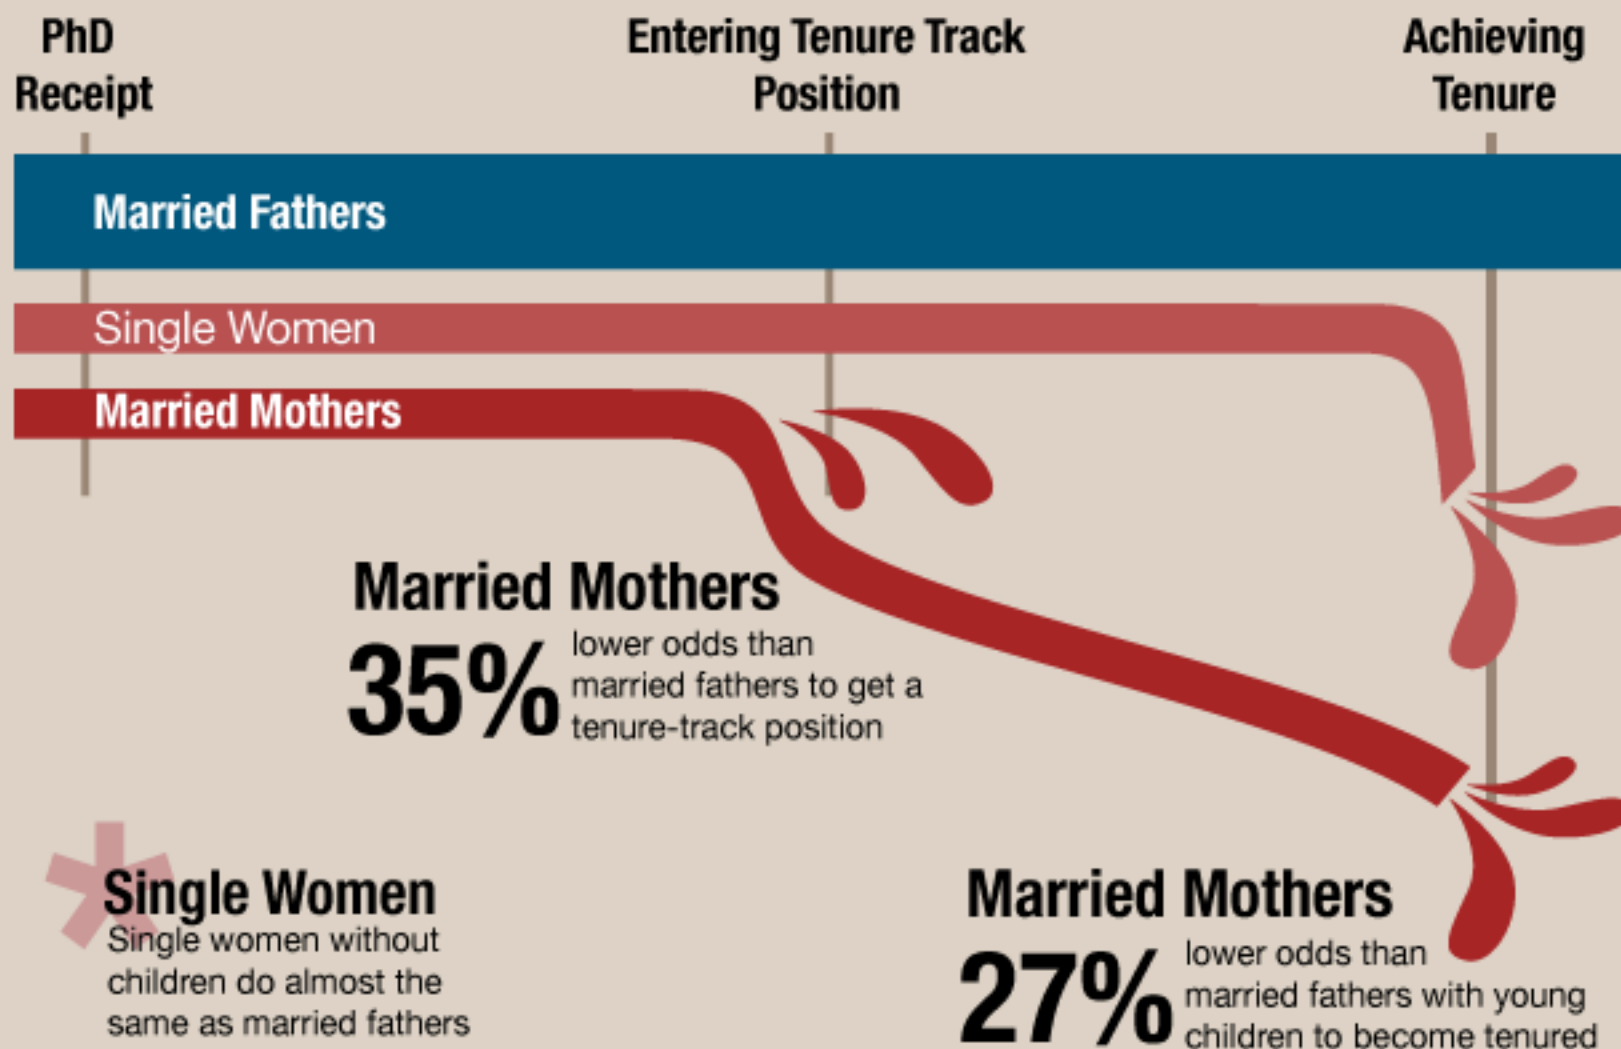 PhD
Receipt
Entering Tenure Track
Position
Achieving
Tenure
Married Fathers
Single Women
Married Mothers
Married Mothers
35%
lower odds than
married fathers to get a
tenure-track position
Single Women
Single women without
children do almost the
same as married fathers
Married Mothers
27%
lower odds than
married fathers with young
children to become tenured